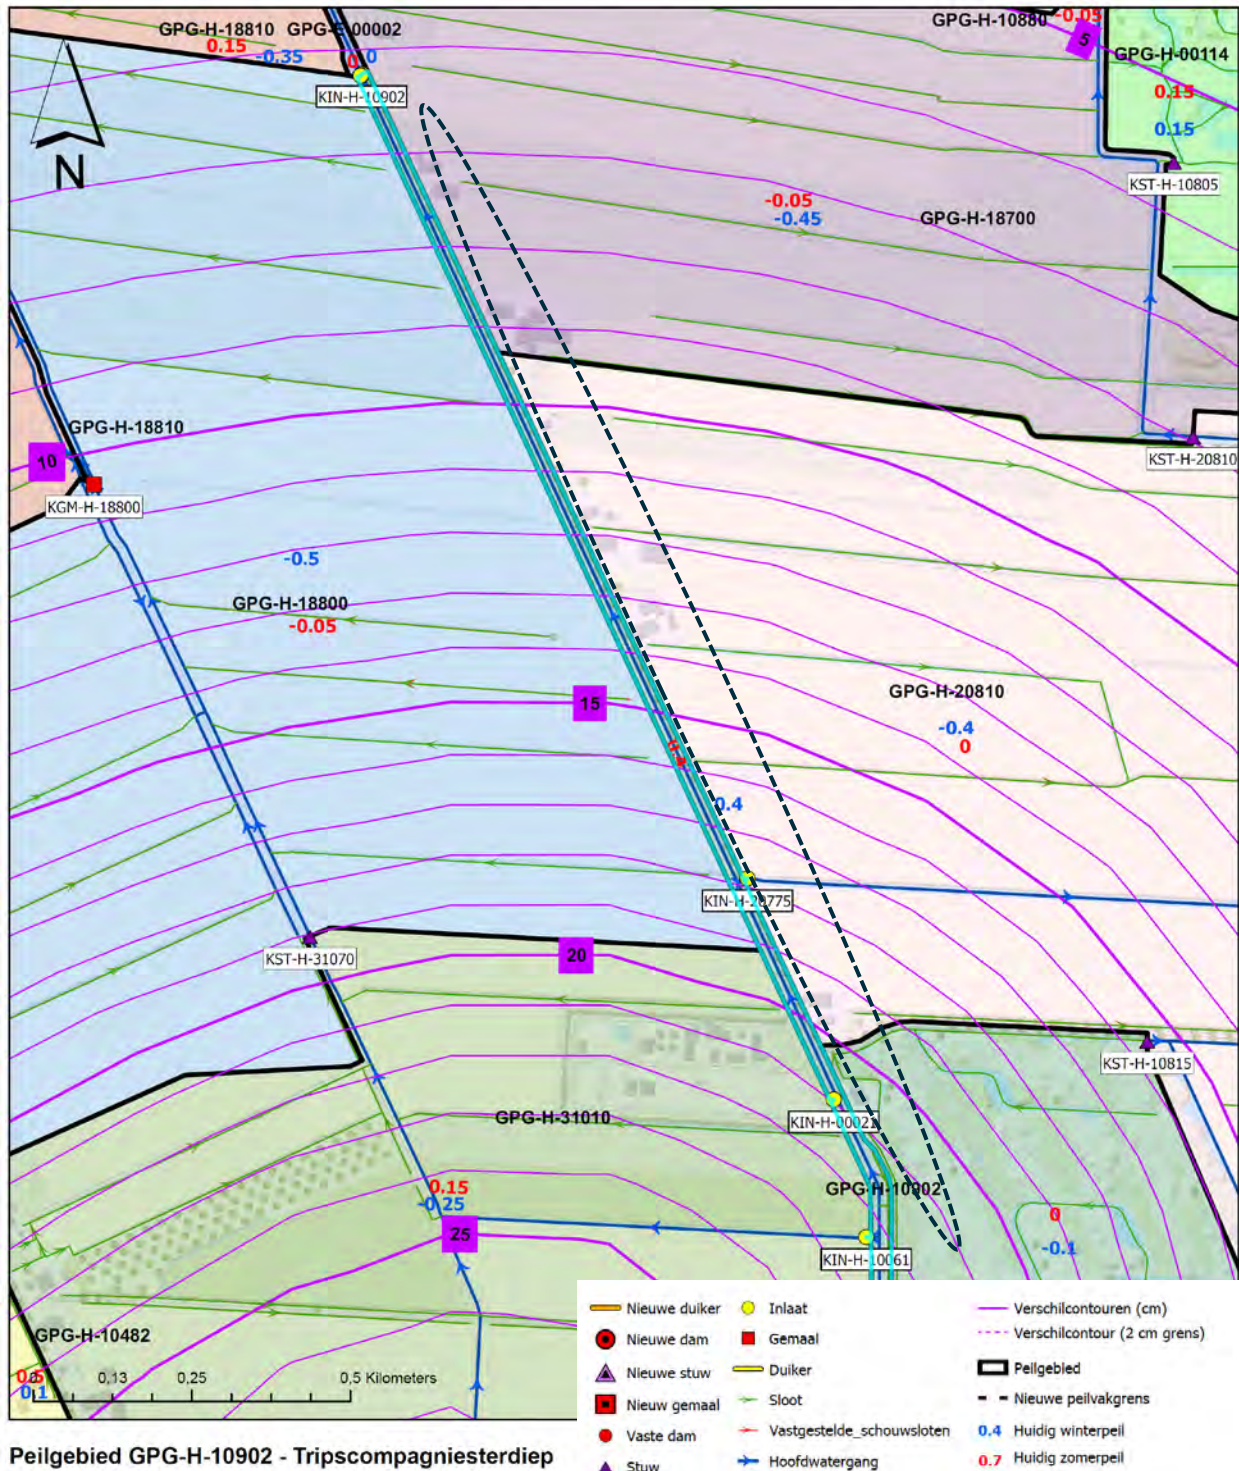 GPG-H-18810
0.15
-0.35
0
0
KIN-H-10902
N
GPG-H-10880
-0.05
5
GPG-H-00114
0.15
0.15
KST-H-10805
-0.05
-0.45
GPG-H-18700
GPG-H-18810
10
KGM-H-18800
KST-H-20810
-0.5
GPG-H-18800
-0.05
15
GPG-H-20810
-0.4
0
0.4
KIN-H-20775
KST-H-31070
20
KST-H-10815
KIN-H-00021
GPG-H-31010
GPG-H-10902
0.15
-0.25
25
KIN-H-10061
0
-0.1
GPG-H-10482
0.5
0.1
0 0,13 0,25 0,5 Kilometers
Nieuwe duiker
Nieuwe dam
Nieuwe stuw
Nieuw gemaal
Vaste dam
Stuw
Inlaat
Gemaal
Duiker
Sloot
Vastgestelde_schouwsloten
Hoofdwatergang
Verschilcontouren (cm)
Verschilcontour (2 cm grens)
Peilgebied
Nieuwe peilvakgrens
0.4 Huidig winterpeil
0.7 Huidig zomerpeil
Peilgebied GPG-H-10902 - Tripscompagniesterdiep